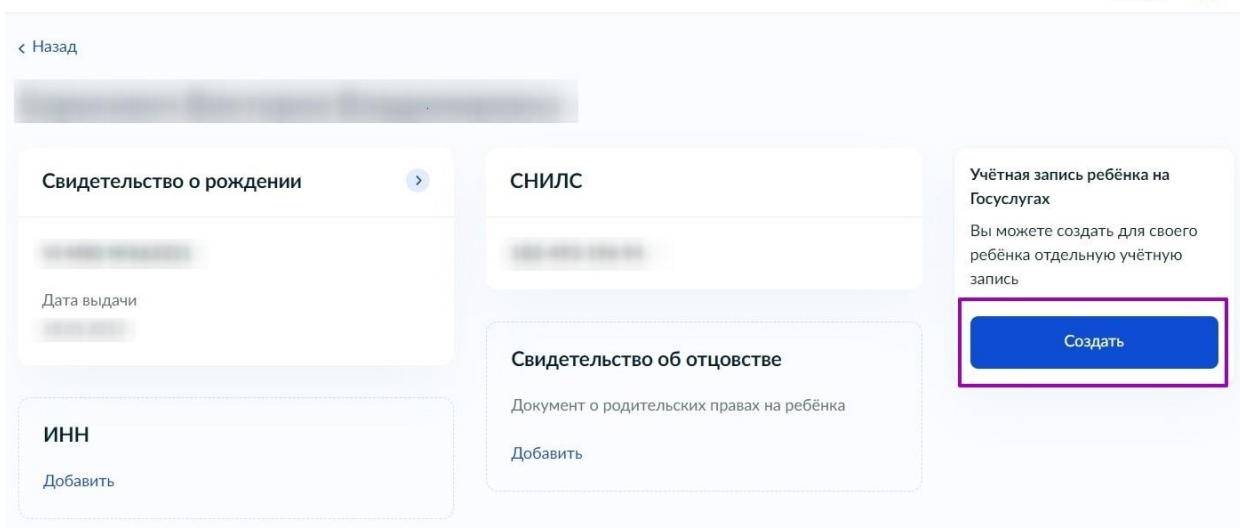 Назад
Свидетельство о рождении
Дата выдачи
ИНН
Добавить
СНИЛС
Свидетельство об отцовстве
Документ о родительских правах на ребёнка
Добавить
Учётная запись ребёнка на
Госуслугах
Вы можете создать для своего
ребёнка отдельную учётную
запись
Создать